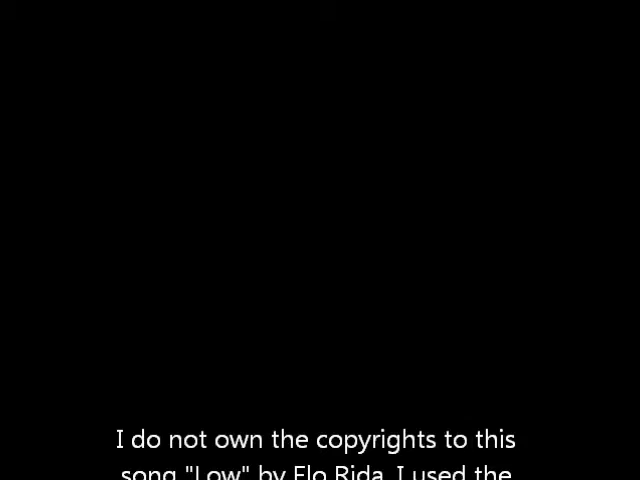 I do not own the copyrights to this
song "Low" by Flo Rida. I used the